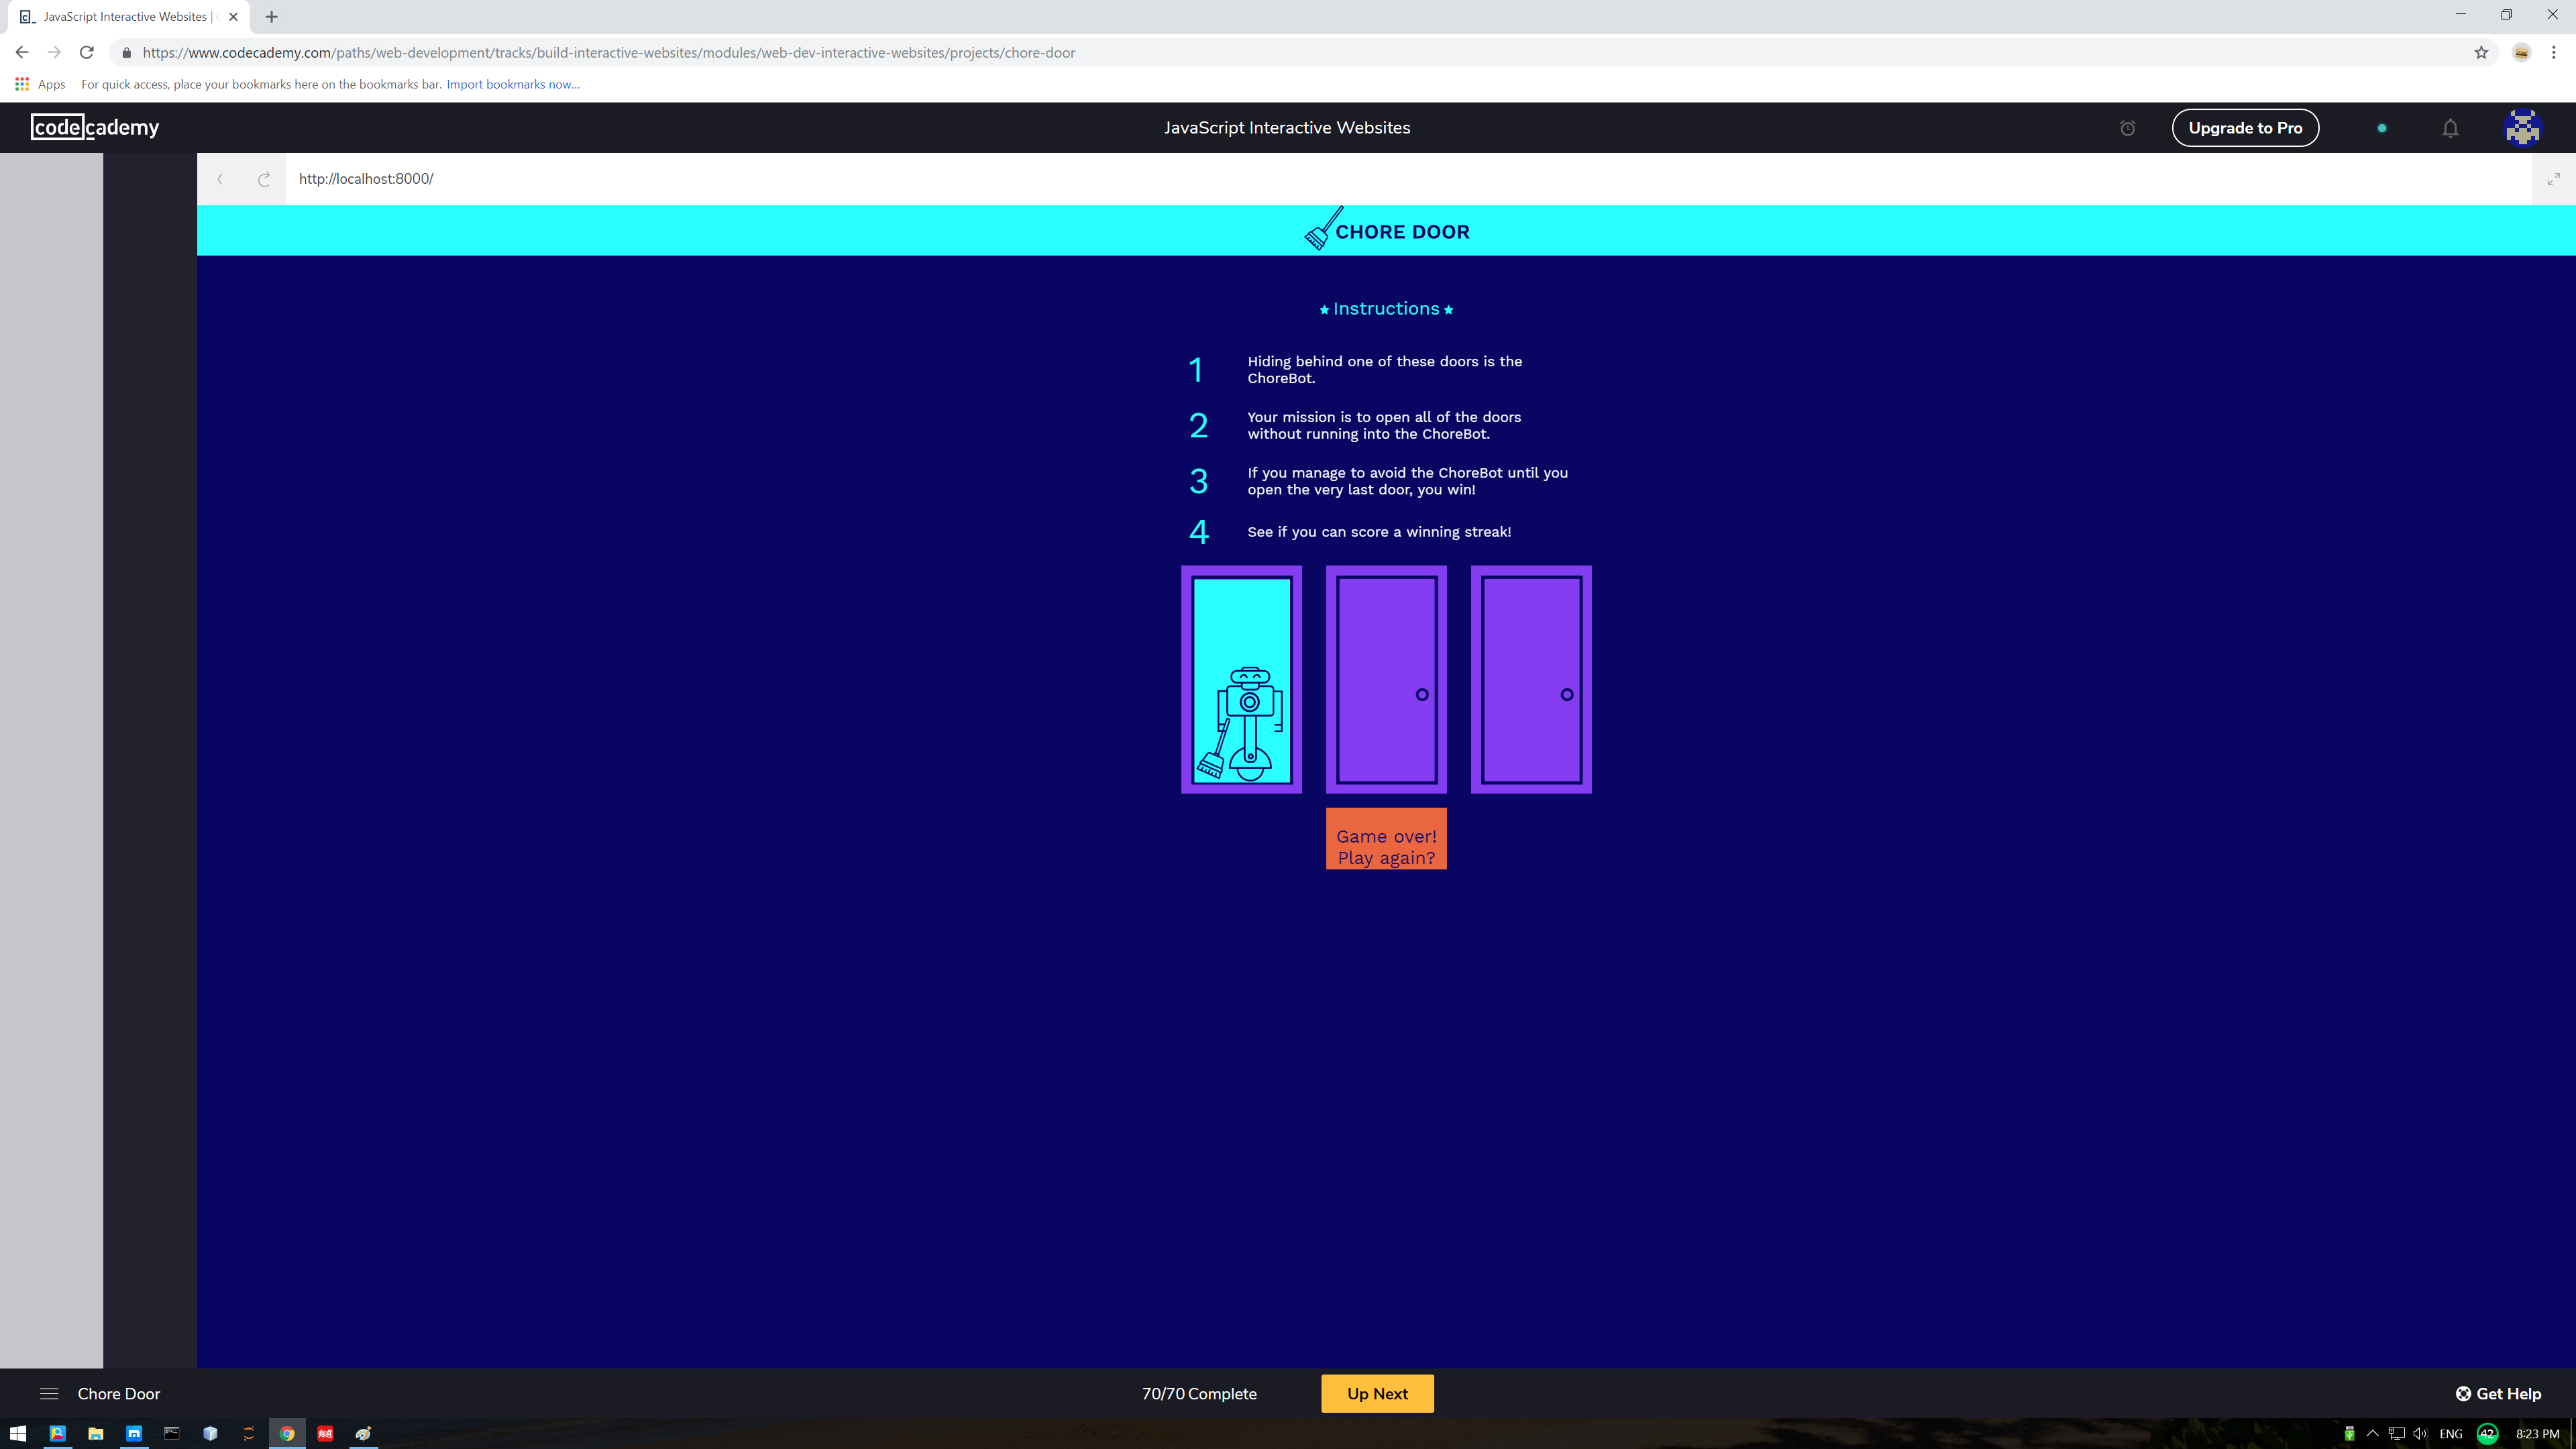 JavaScript Interactive Websites |
https://www.codecademy.com/paths/web-development/tracks/build-interactive-websites/modules/web-dev-interactive-websites/projects/chore-door
Apps For quick access, place your bookmarks here on the bookmarks bar. Import bookmarks now...
codecademy
JavaScript Interactive Websites
Upgrade to Pro
http://localhost:8000/
CHORE DOOR
Instructions
1
Hiding behind one of these doors is the
ChoreBot.
2
Your mission is to open all of the doors
without running into the ChoreBot.
3
If you manage to avoid the ChoreBot until you
open the very last door, you win!
4
See if you can score a winning streak!
Game over!
Play again?
Chore Door
70/70 Complete
Up Next
Get Help
ENG
42
8:23 PM